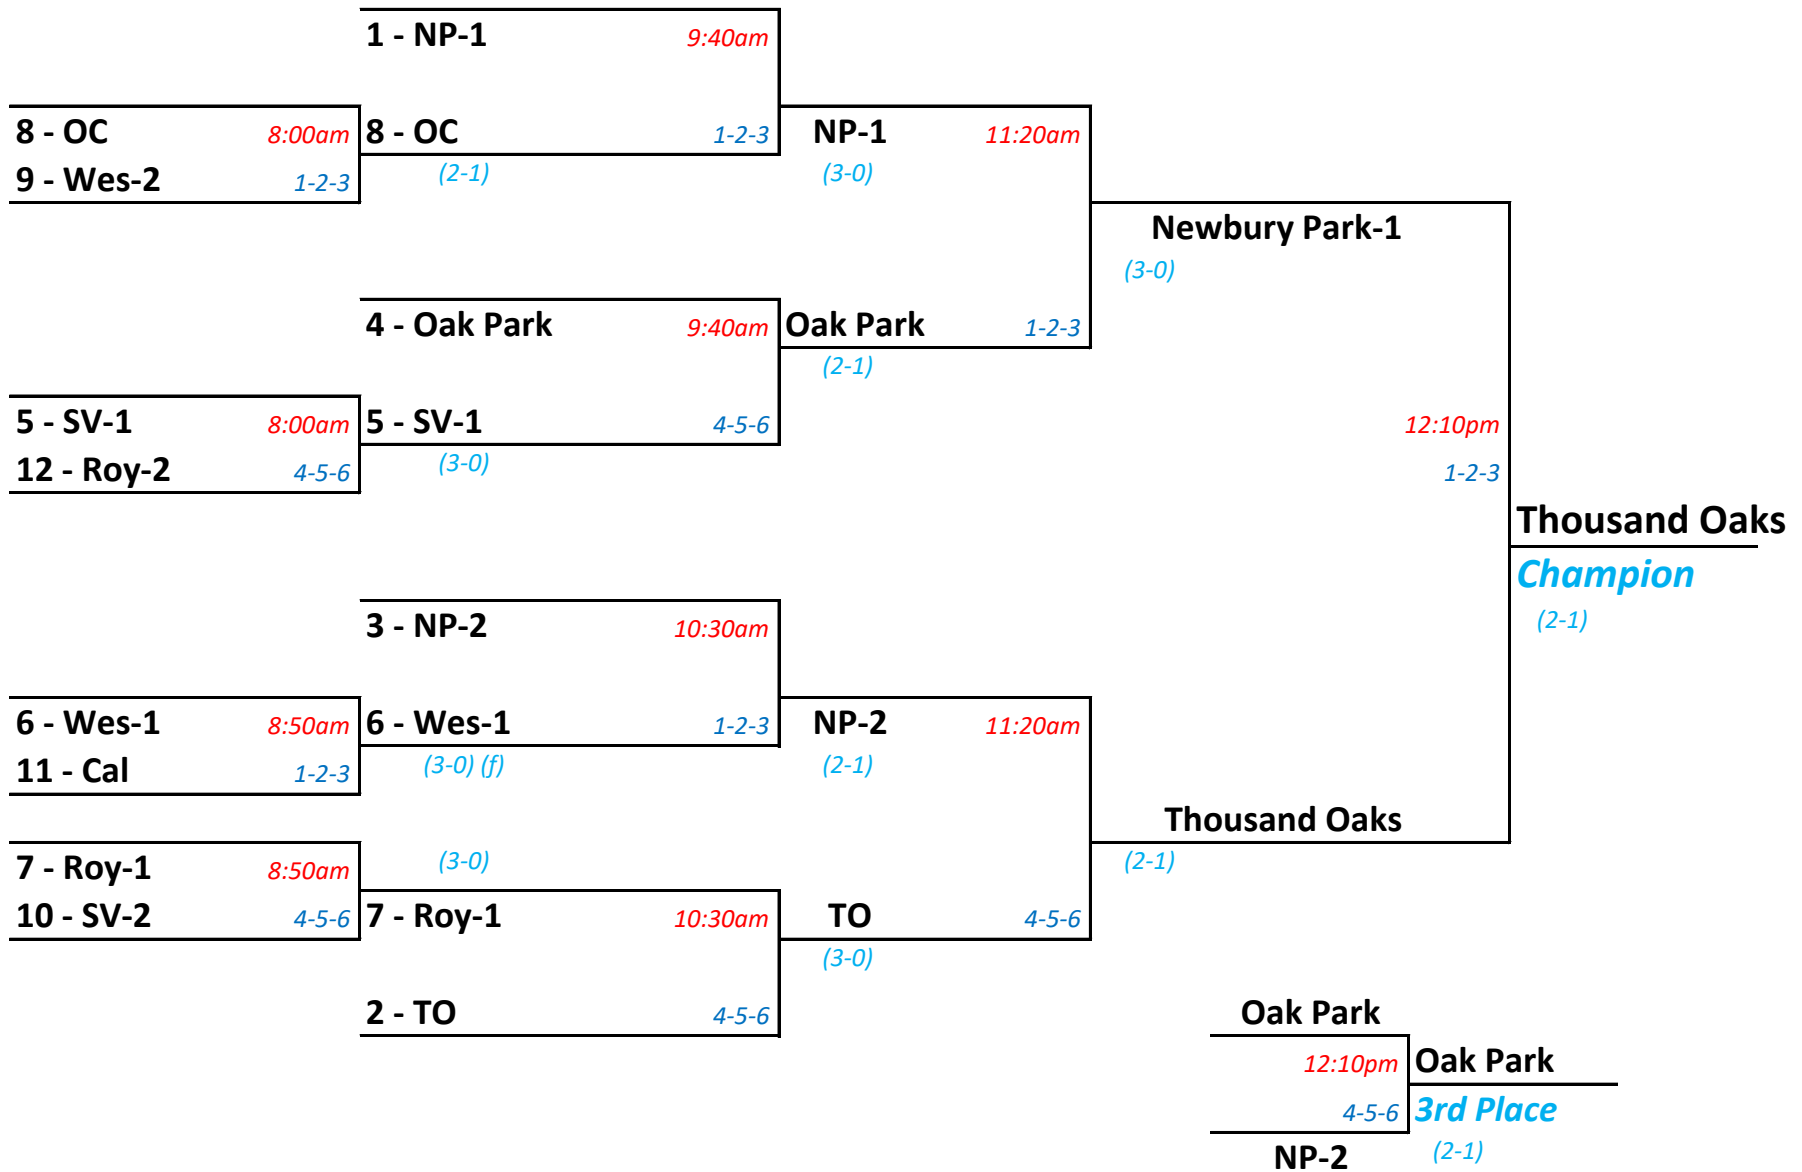 1 - NP-1 9:40am
8 - OC 8:00am 8 - OC 1-2-3 NP-1 11:20am
9 - Wes-2 1-2-3 (2-1) (3-0)
Newbury Park-1
(3-0)
4 - Oak Park 9:40am Oak Park 1-2-3
(2-1)
5 - SV-1 8:00am 5 - SV-1 4-5-6 12:10pm
12 - Roy-2 4-5-6 (3-0) 1-2-3
Thousand Oaks
Champion
3 - NP-2 10:30am (2-1)
6 - Wes-1 8:50am 6 - Wes-1 1-2-3 NP-2 11:20am
11 - Cal 1-2-3 (3-0) (f) (2-1)
Thousand Oaks
7 - Roy-1 8:50am (3-0) (2-1)
10 - SV-2 4-5-6 7 - Roy-1 10:30am TO 4-5-6
(3-0)
2 - TO 4-5-6 Oak Park
12:10pm Oak Park
4-5-6 3rd Place
NP-2 (2-1)